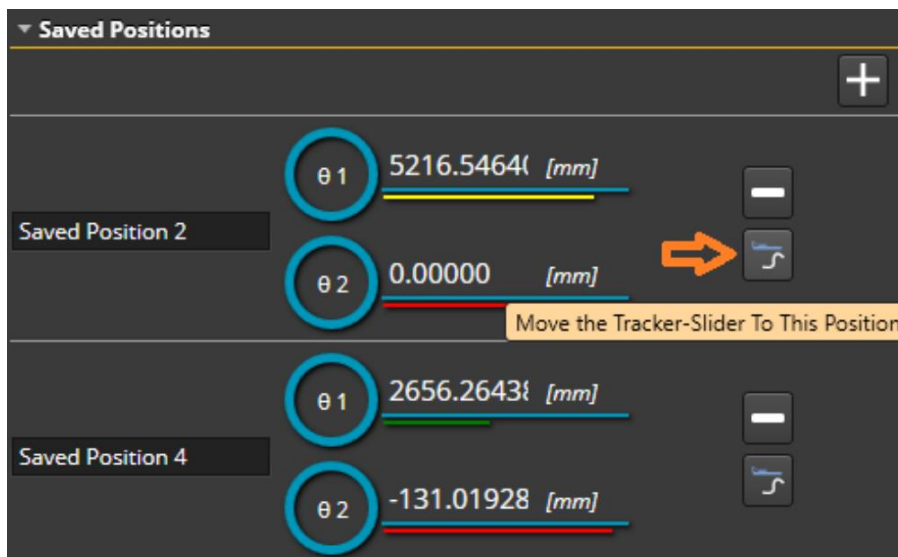 Saved Positions
Saved Position 2
θ 1
5216.5464 [mm]
θ 2
0.00000 [mm]
Move the Tracker-Slider To This Position
Saved Position 4
θ 1
2656.2643 [mm]
θ 2
-131.01928 [mm]